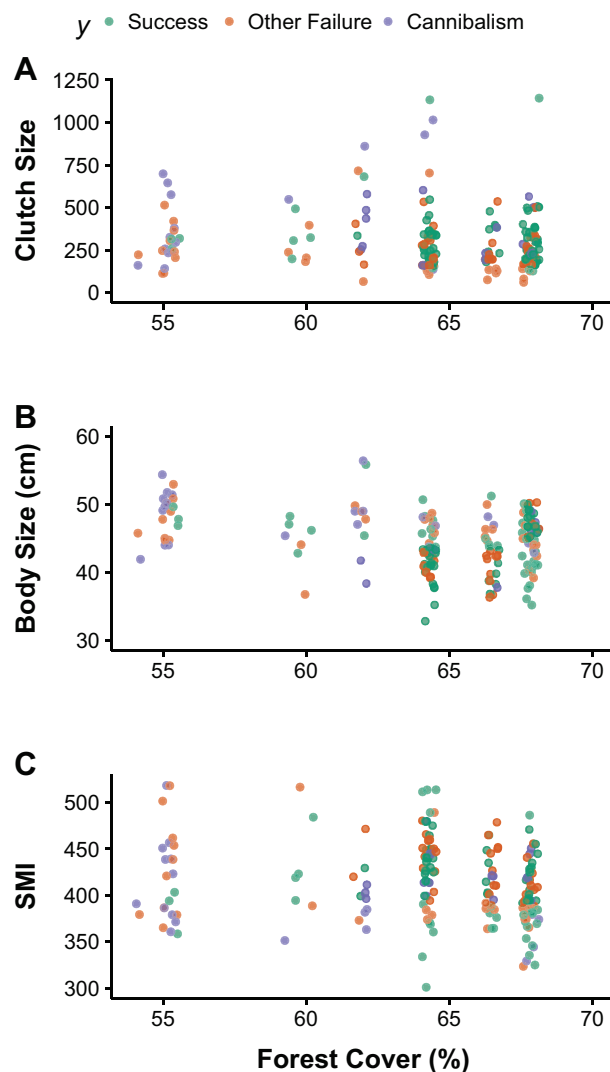 y Success Other Failure Cannibalism
A
Clutch Size
1250
1000
750
500
250
0
55 60 65 70
B
Body Size (cm)
60
50
40
30
55 60 65 70
C
SMI
500
450
400
350
300
55 60 65 70
Forest Cover (%)